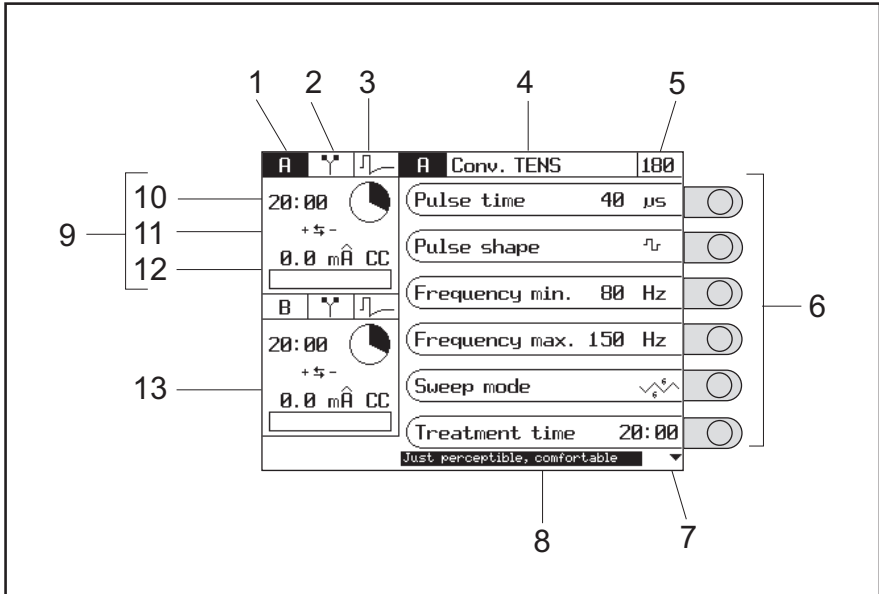 1 2 3 4 5
A A Conv. TENS 180
10 20:00 Pulse time 40 µs
9 11 + ⇆ -
12 0.0 mÂ CC Pulse shape
B Frequency min. 80 Hz
6
20:00 Frequency max. 150 Hz
+ ⇆ -
13 0.0 mÂ CC Sweep mode 6 6
Treatment time 20:00
Just perceptible, comfortable
8 7